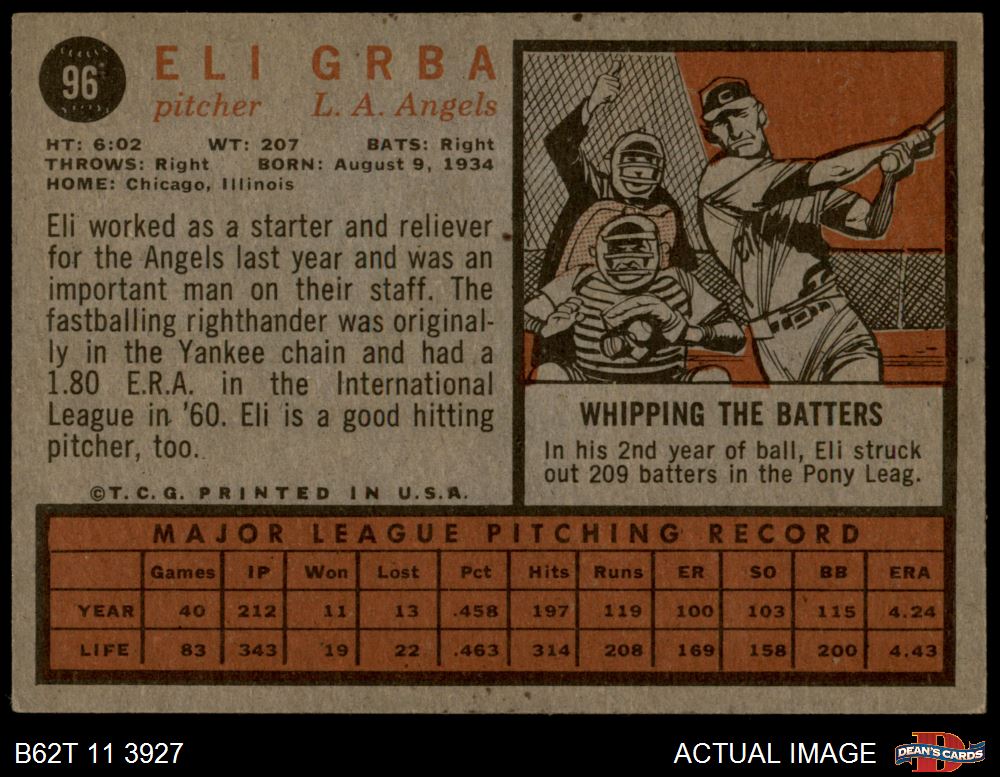 96
ELI GRBA
pitcher L. A. Angels
HT: 6:02 WT: 207 BATS: Right
THROWS: Right BORN: August 9, 1934
HOME: Chicago, Illinois
Eli worked as a starter and reliever
for the Angels last year and was an
important man on their staff. The
fastballing righthander was original-
ly in the Yankee chain and had a
1.80 E.R.A. in the International
League in '60. Eli is a good hitting
pitcher, too.
©T. C. G. PRINTED IN U.S.A.
C
WHIPPING THE BATTERS
In his 2nd year of ball, Eli struck
out 209 batters in the Pony Leag.
MAJOR LEAGUE PITCHING RECORD
Games IP Won Lost Pct Hits Runs ER SO BB ERA
YEAR 40 212 11 13 .458 197 119 100 103 115 4.24
LIFE 83 343 19 22 .463 314 208 169 158 200 4.43
B62T 11 3927 ACTUAL IMAGE
D
DEAN'S CARDS